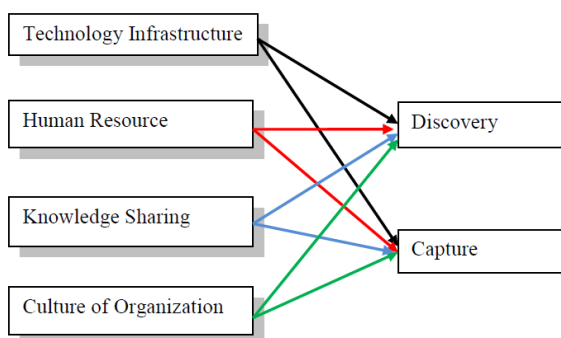 Technology Infrastructure
Human Resource
Discovery
Knowledge Sharing
Capture
Culture of Organization